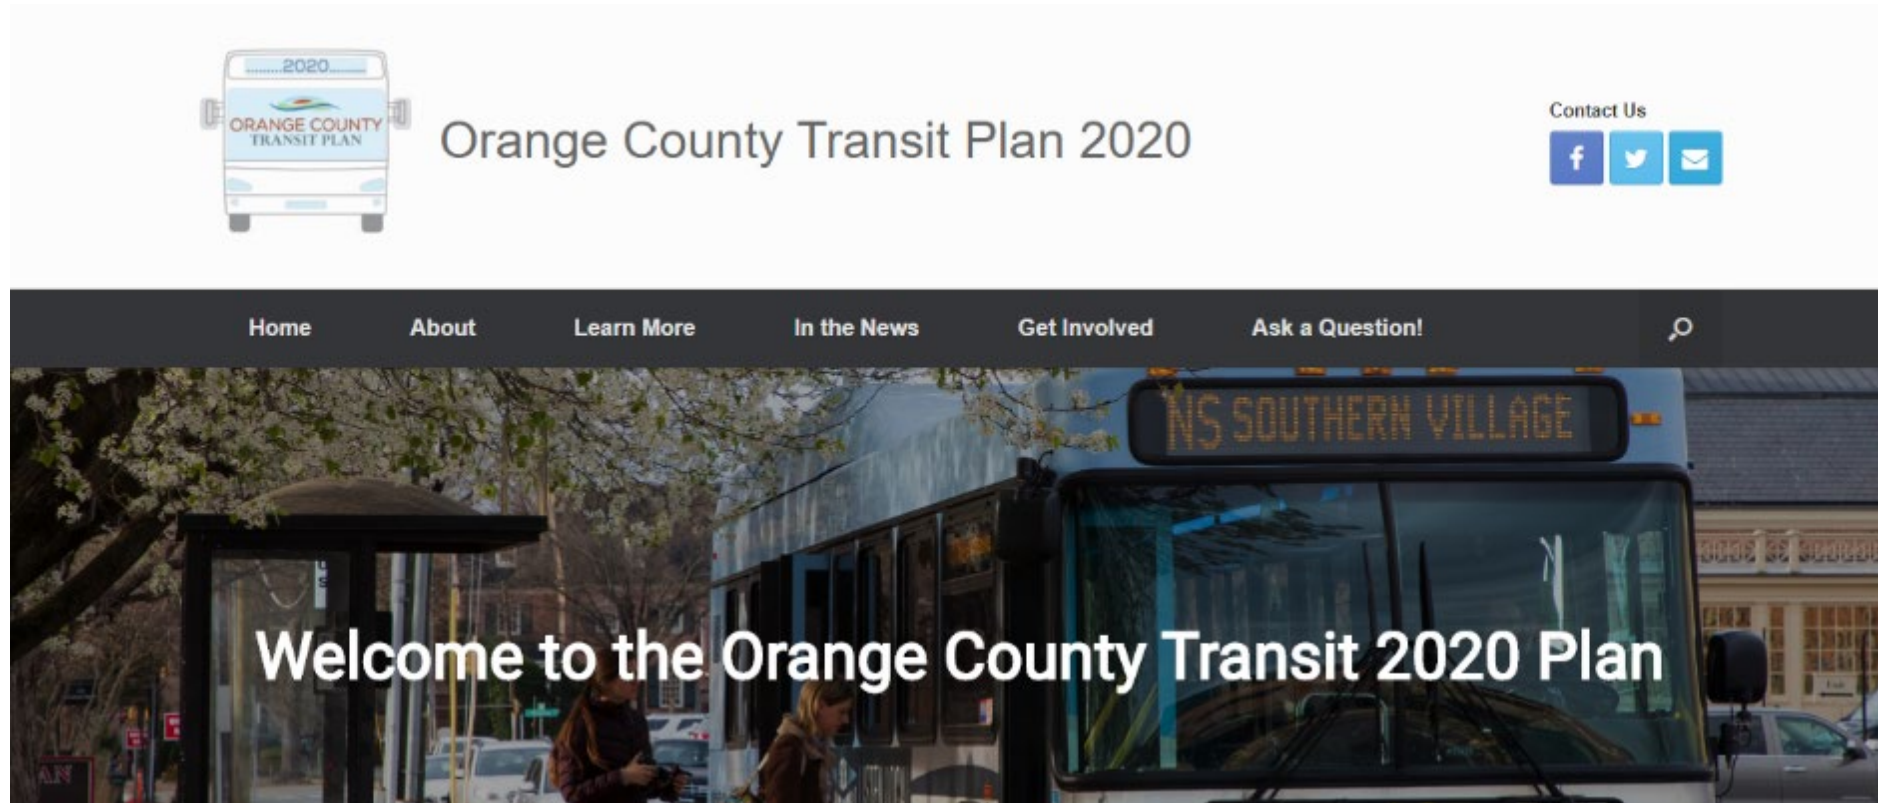 2020
ORANGE COUNTY
TRANSIT PLAN
Orange County Transit Plan 2020
Contact Us
Home About Learn More In the News Get Involved Ask a Question!
NS SOUTHERN VILLAGE
Welcome to the Orange County Transit 2020 Plan